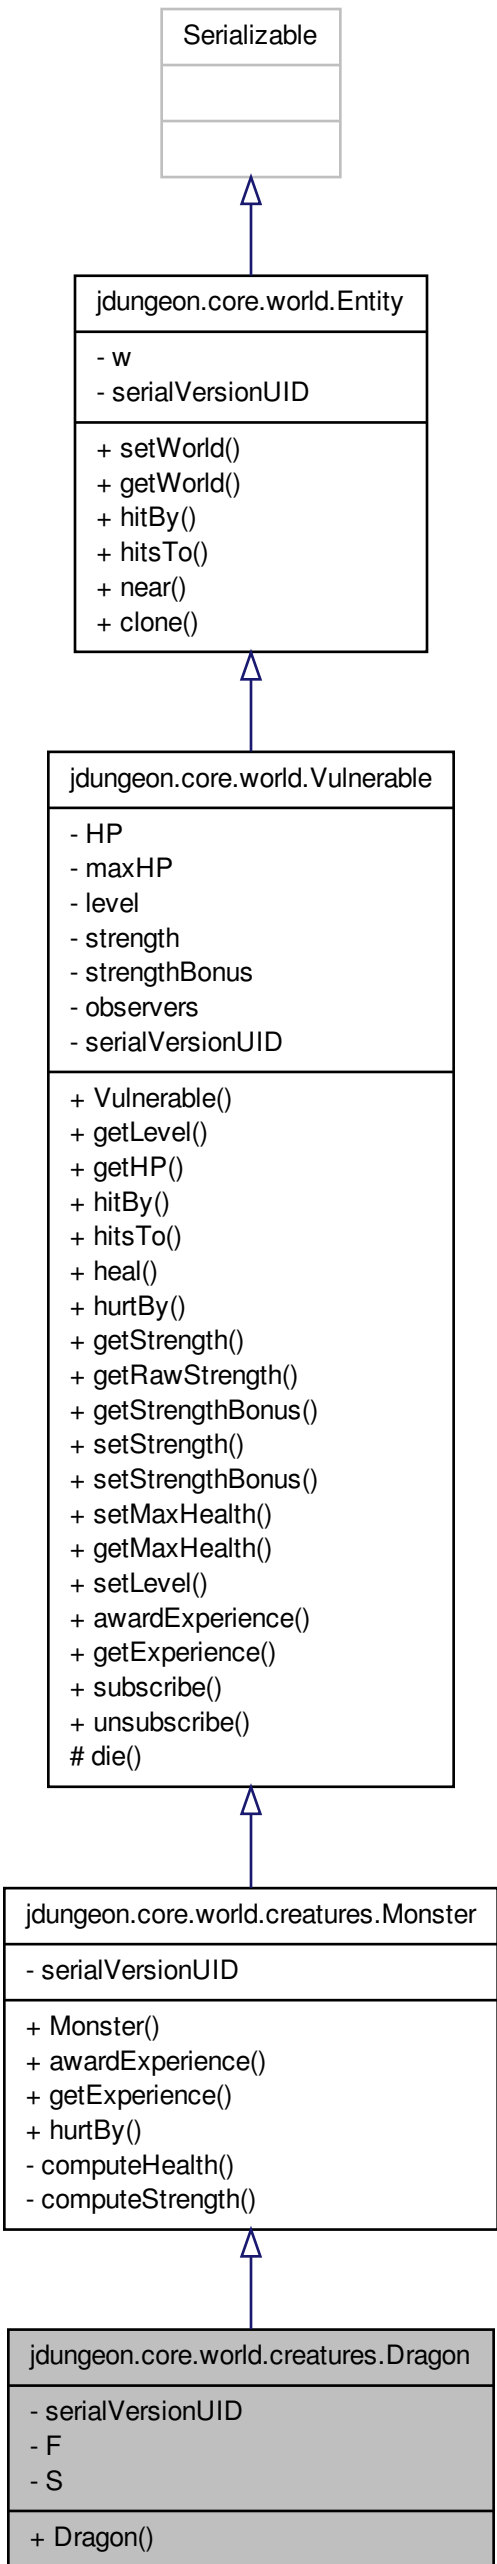 Serializable
jdungeon.core.world.Entity
- w
- serialVersionUID
+ setWorld()
+ getWorld()
+ hitBy()
+ hitsTo()
+ near()
+ clone()
jdungeon.core.world.Vulnerable
- HP
- maxHP
- level
- strength
- strengthBonus
- observers
- serialVersionUID
+ Vulnerable()
+ getLevel()
+ getHP()
+ hitBy()
+ hitsTo()
+ heal()
+ hurtBy()
+ getStrength()
+ getRawStrength()
+ getStrengthBonus()
+ setStrength()
+ setStrengthBonus()
+ setMaxHealth()
+ getMaxHealth()
+ setLevel()
+ awardExperience()
+ getExperience()
+ subscribe()
+ unsubscribe()
# die()
jdungeon.core.world.creatures.Monster
- serialVersionUID
+ Monster()
+ awardExperience()
+ getExperience()
+ hurtBy()
- computeHealth()
- computeStrength()
jdungeon.core.world.creatures.Dragon
- serialVersionUID
- F
- S
+ Dragon()